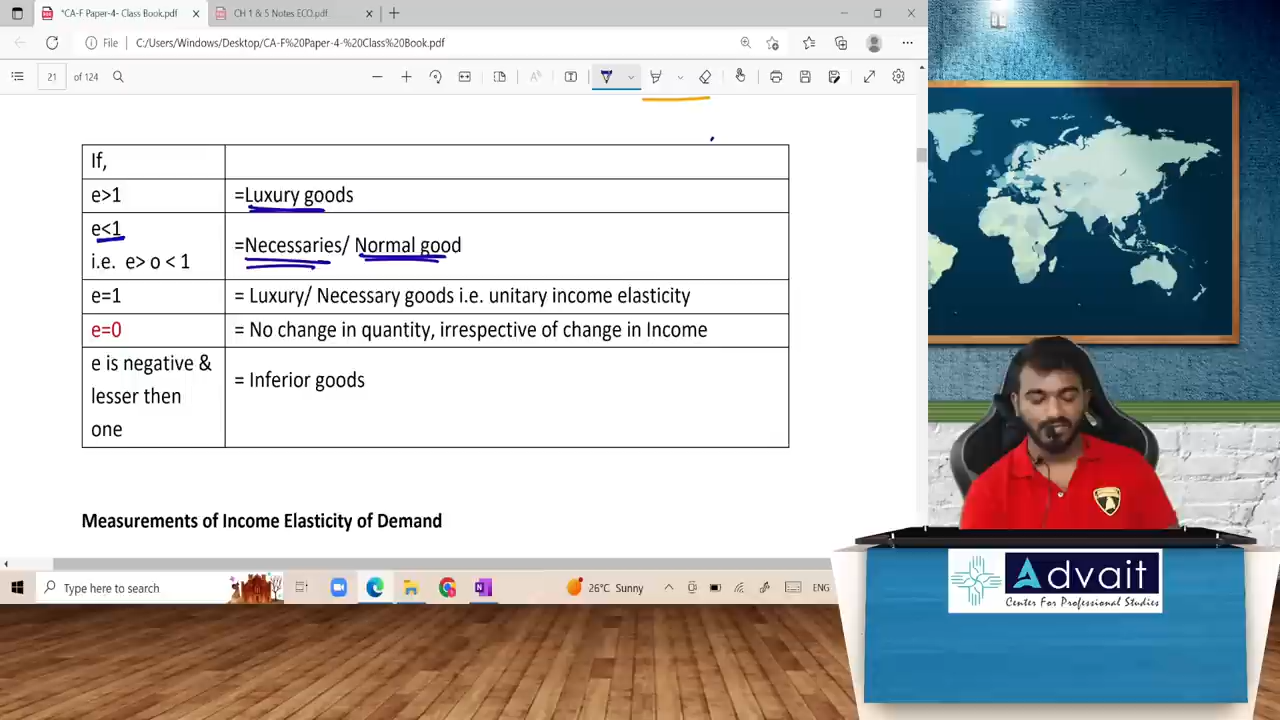 *CA-F Paper-4- Class Book.pdf
CH 1 & 5 Notes ECO.pdf
File
C:/Users/Windows/Desktop/CA-F%20Paper-4-%20Class%20Book.pdf
21 of 124
If,
e>1
=Luxury goods
e<1
i.e. e> o < 1
=Necessaries/ Normal good
e=1
= Luxury/ Necessary goods i.e. unitary income elasticity
e=0
= No change in quantity, irrespective of change in Income
e is negative &
lesser then
one
= Inferior goods
Measurements of Income Elasticity of Demand
Type here to search
26°C Sunny
ENG
Advait
Center For Professional Studies